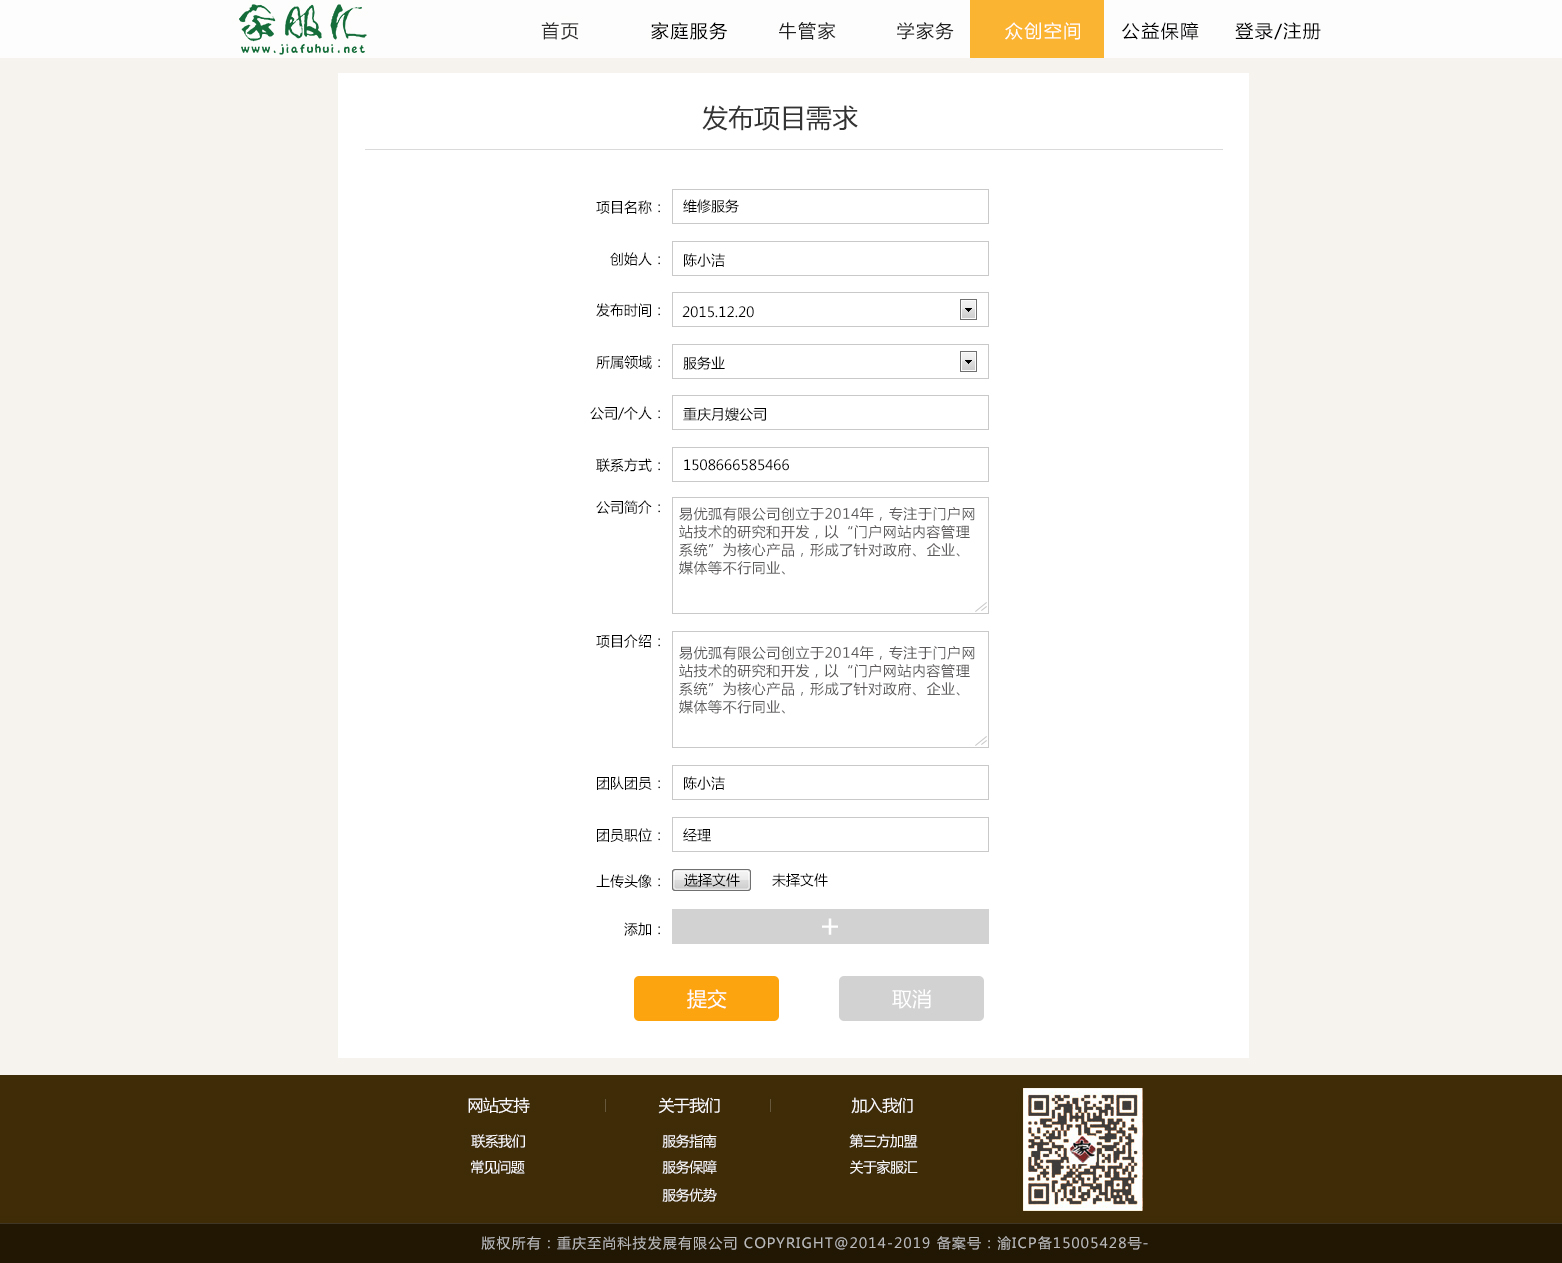 家服汇
www.jiafuhui.net
首页 家庭服务 牛管家 学家务 众创空间 公益保障 登录/注册
发布项目需求
项目名称： 维修服务
创始人： 陈小洁
发布时间： 2015.12.20
所属领域： 服务业
公司/个人： 重庆月嫂公司
联系方式： 1508666585466
公司简介： 易优弧有限公司创立于2014年，专注于门户网
站技术的研究和开发，以“门户网站内容管理
系统”为核心产品，形成了针对政府、企业、
媒体等不行同业、
项目介绍： 易优弧有限公司创立于2014年，专注于门户网
站技术的研究和开发，以“门户网站内容管理
系统”为核心产品，形成了针对政府、企业、
媒体等不行同业、
团队团员： 陈小洁
团员职位： 经理
上传头像： 选择文件 未择文件
添加： +
提交 取消
网站支持 关于我们 加入我们
联系我们 服务指南 第三方加盟
常见问题 服务保障 关于家服汇
服务优势
家
版权所有：重庆至尚科技发展有限公司 COPYRIGHT@2014-2019 备案号：渝ICP备15005428号-